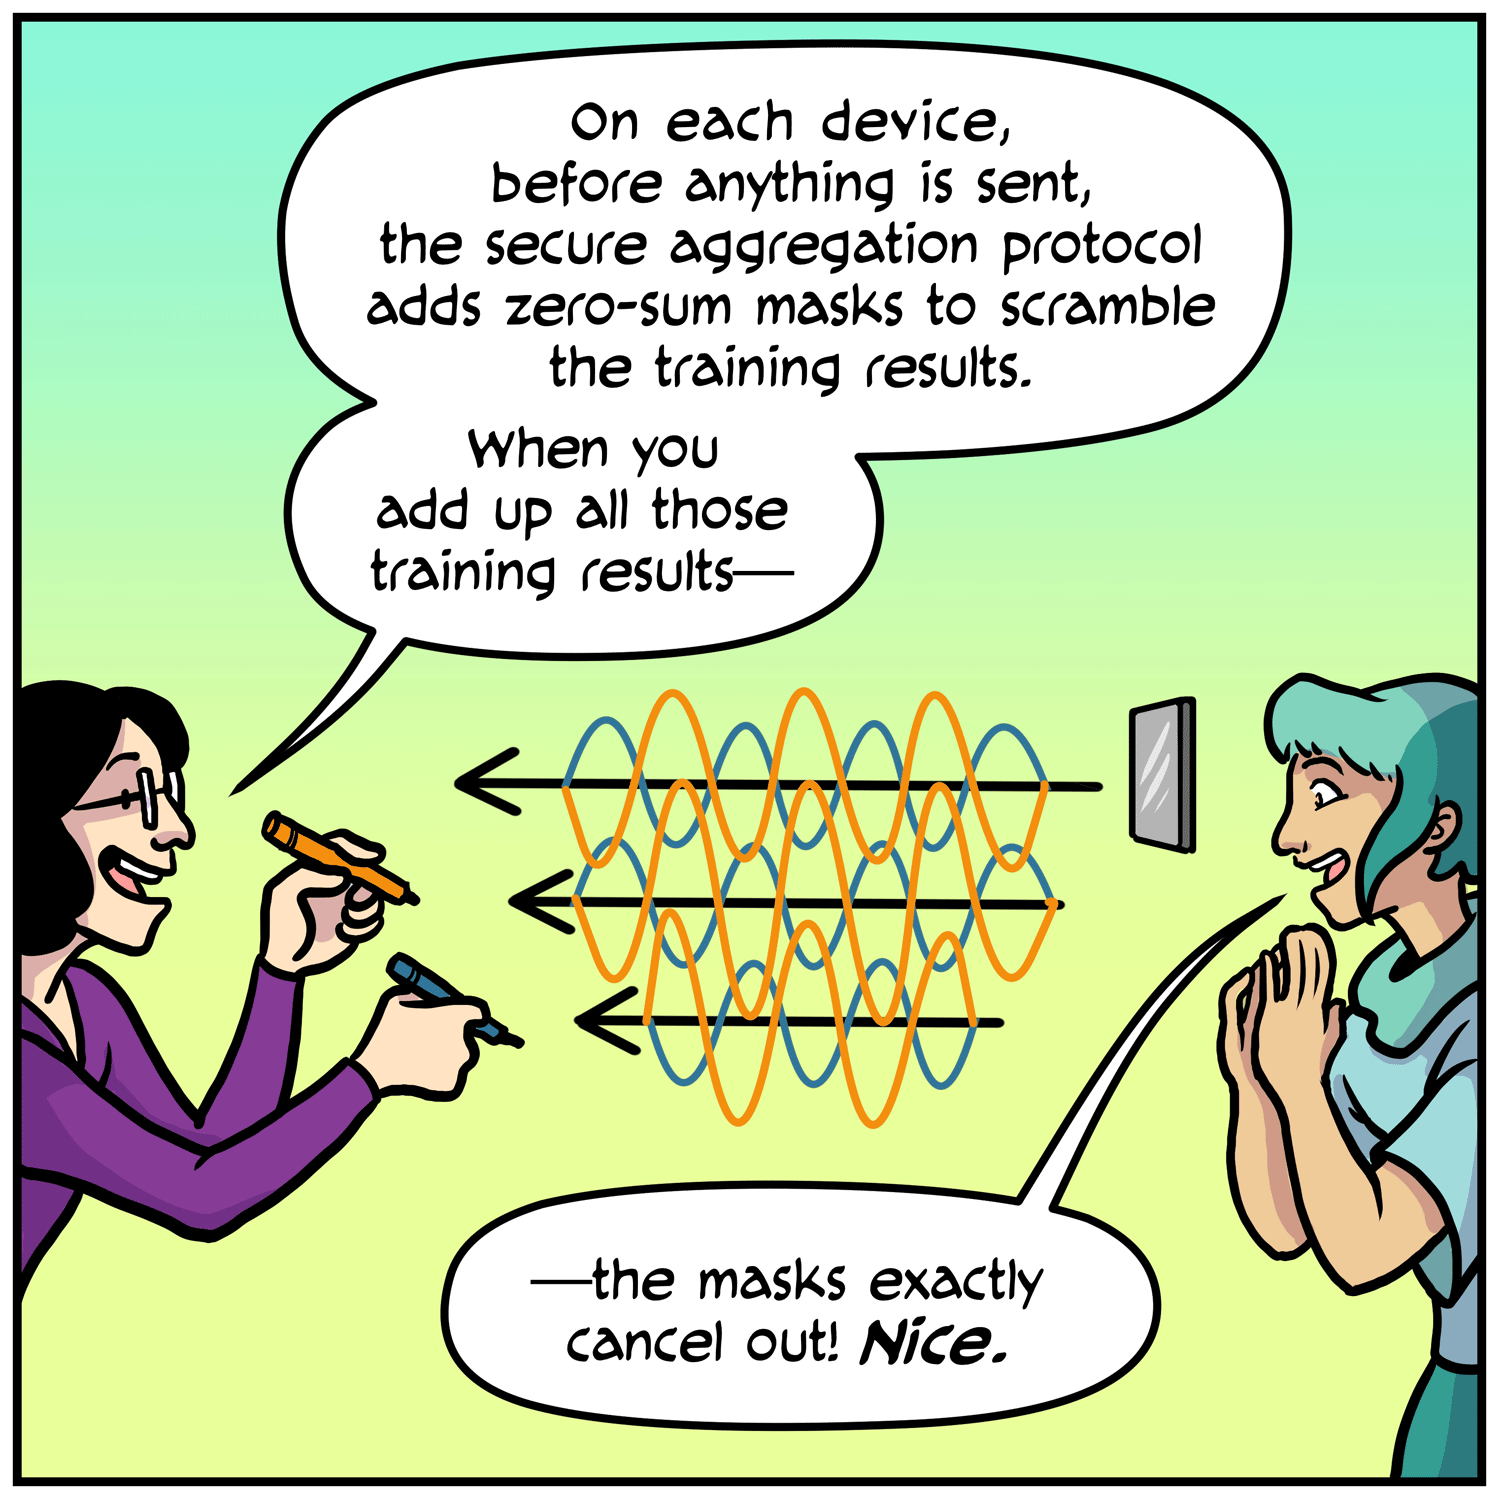 On each device,
before anything is sent,
the secure aggregation protocol
adds zero-sum masks to scramble
the training results.
When you
add up all those
training results—
—the masks exactly
cancel out! Nice.